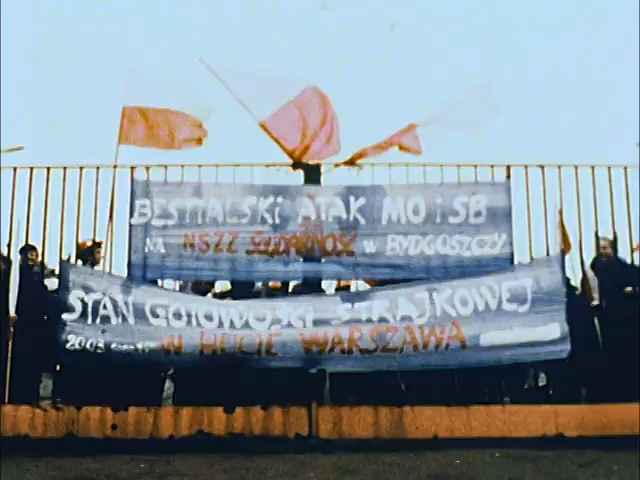 BESTIALSKI ATAK MO i SB
NA NSZZ SOLIDARNOŚĆ w BYDGOSZCZY
STAN GOTOWOŚCI STRAJKOWEJ
W HUCIE WARSZAWA